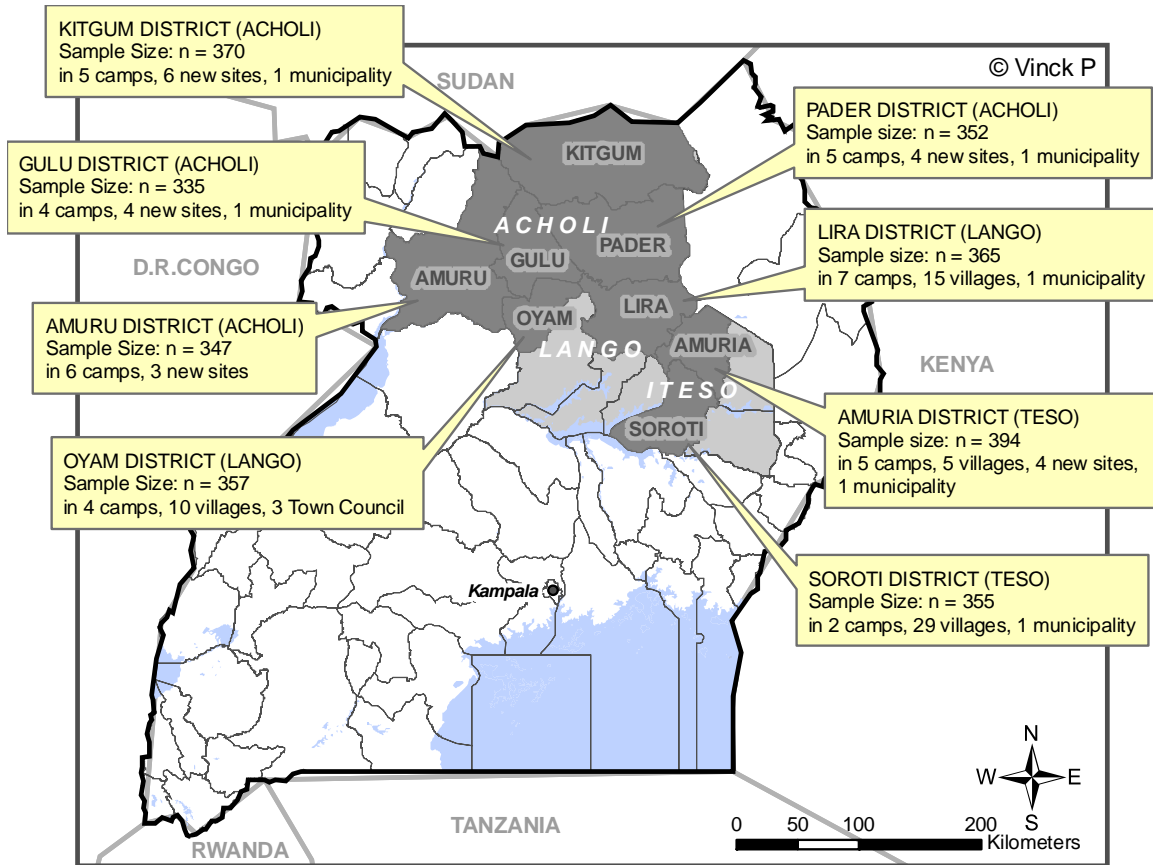 KITGUM DISTRICT (ACHOLI)
Sample Size: n = 370
in 5 camps, 6 new sites, 1 municipality
SUDAN
© Vinck P
PADER DISTRICT (ACHOLI)
Sample size: n = 352
in 5 camps, 4 new sites, 1 municipality
GULU DISTRICT (ACHOLI)
Sample Size: n = 335
in 4 camps, 4 new sites, 1 municipality
KITGUM
ACHOLI
PADER
GULU
AMURU
D.R.CONGO
LIRA DISTRICT (LANGO)
Sample size: n = 365
in 7 camps, 15 villages, 1 municipality
AMURU DISTRICT (ACHOLI)
Sample Size: n = 347
in 6 camps, 3 new sites
OYAM
LIRA
LANGO
AMURIA
ITESO
SOROTI
KENYA
AMURIA DISTRICT (TESO)
Sample size: n = 394
in 5 camps, 5 villages, 4 new sites,
1 municipality
OYAM DISTRICT (LANGO)
Sample Size: n = 357
in 4 camps, 10 villages, 3 Town Council
SOROTI DISTRICT (TESO)
Sample Size: n = 355
in 2 camps, 29 villages, 1 municipality
Kampala
N
W E
S
TANZANIA
RWANDA
0 50 100 200
Kilometers